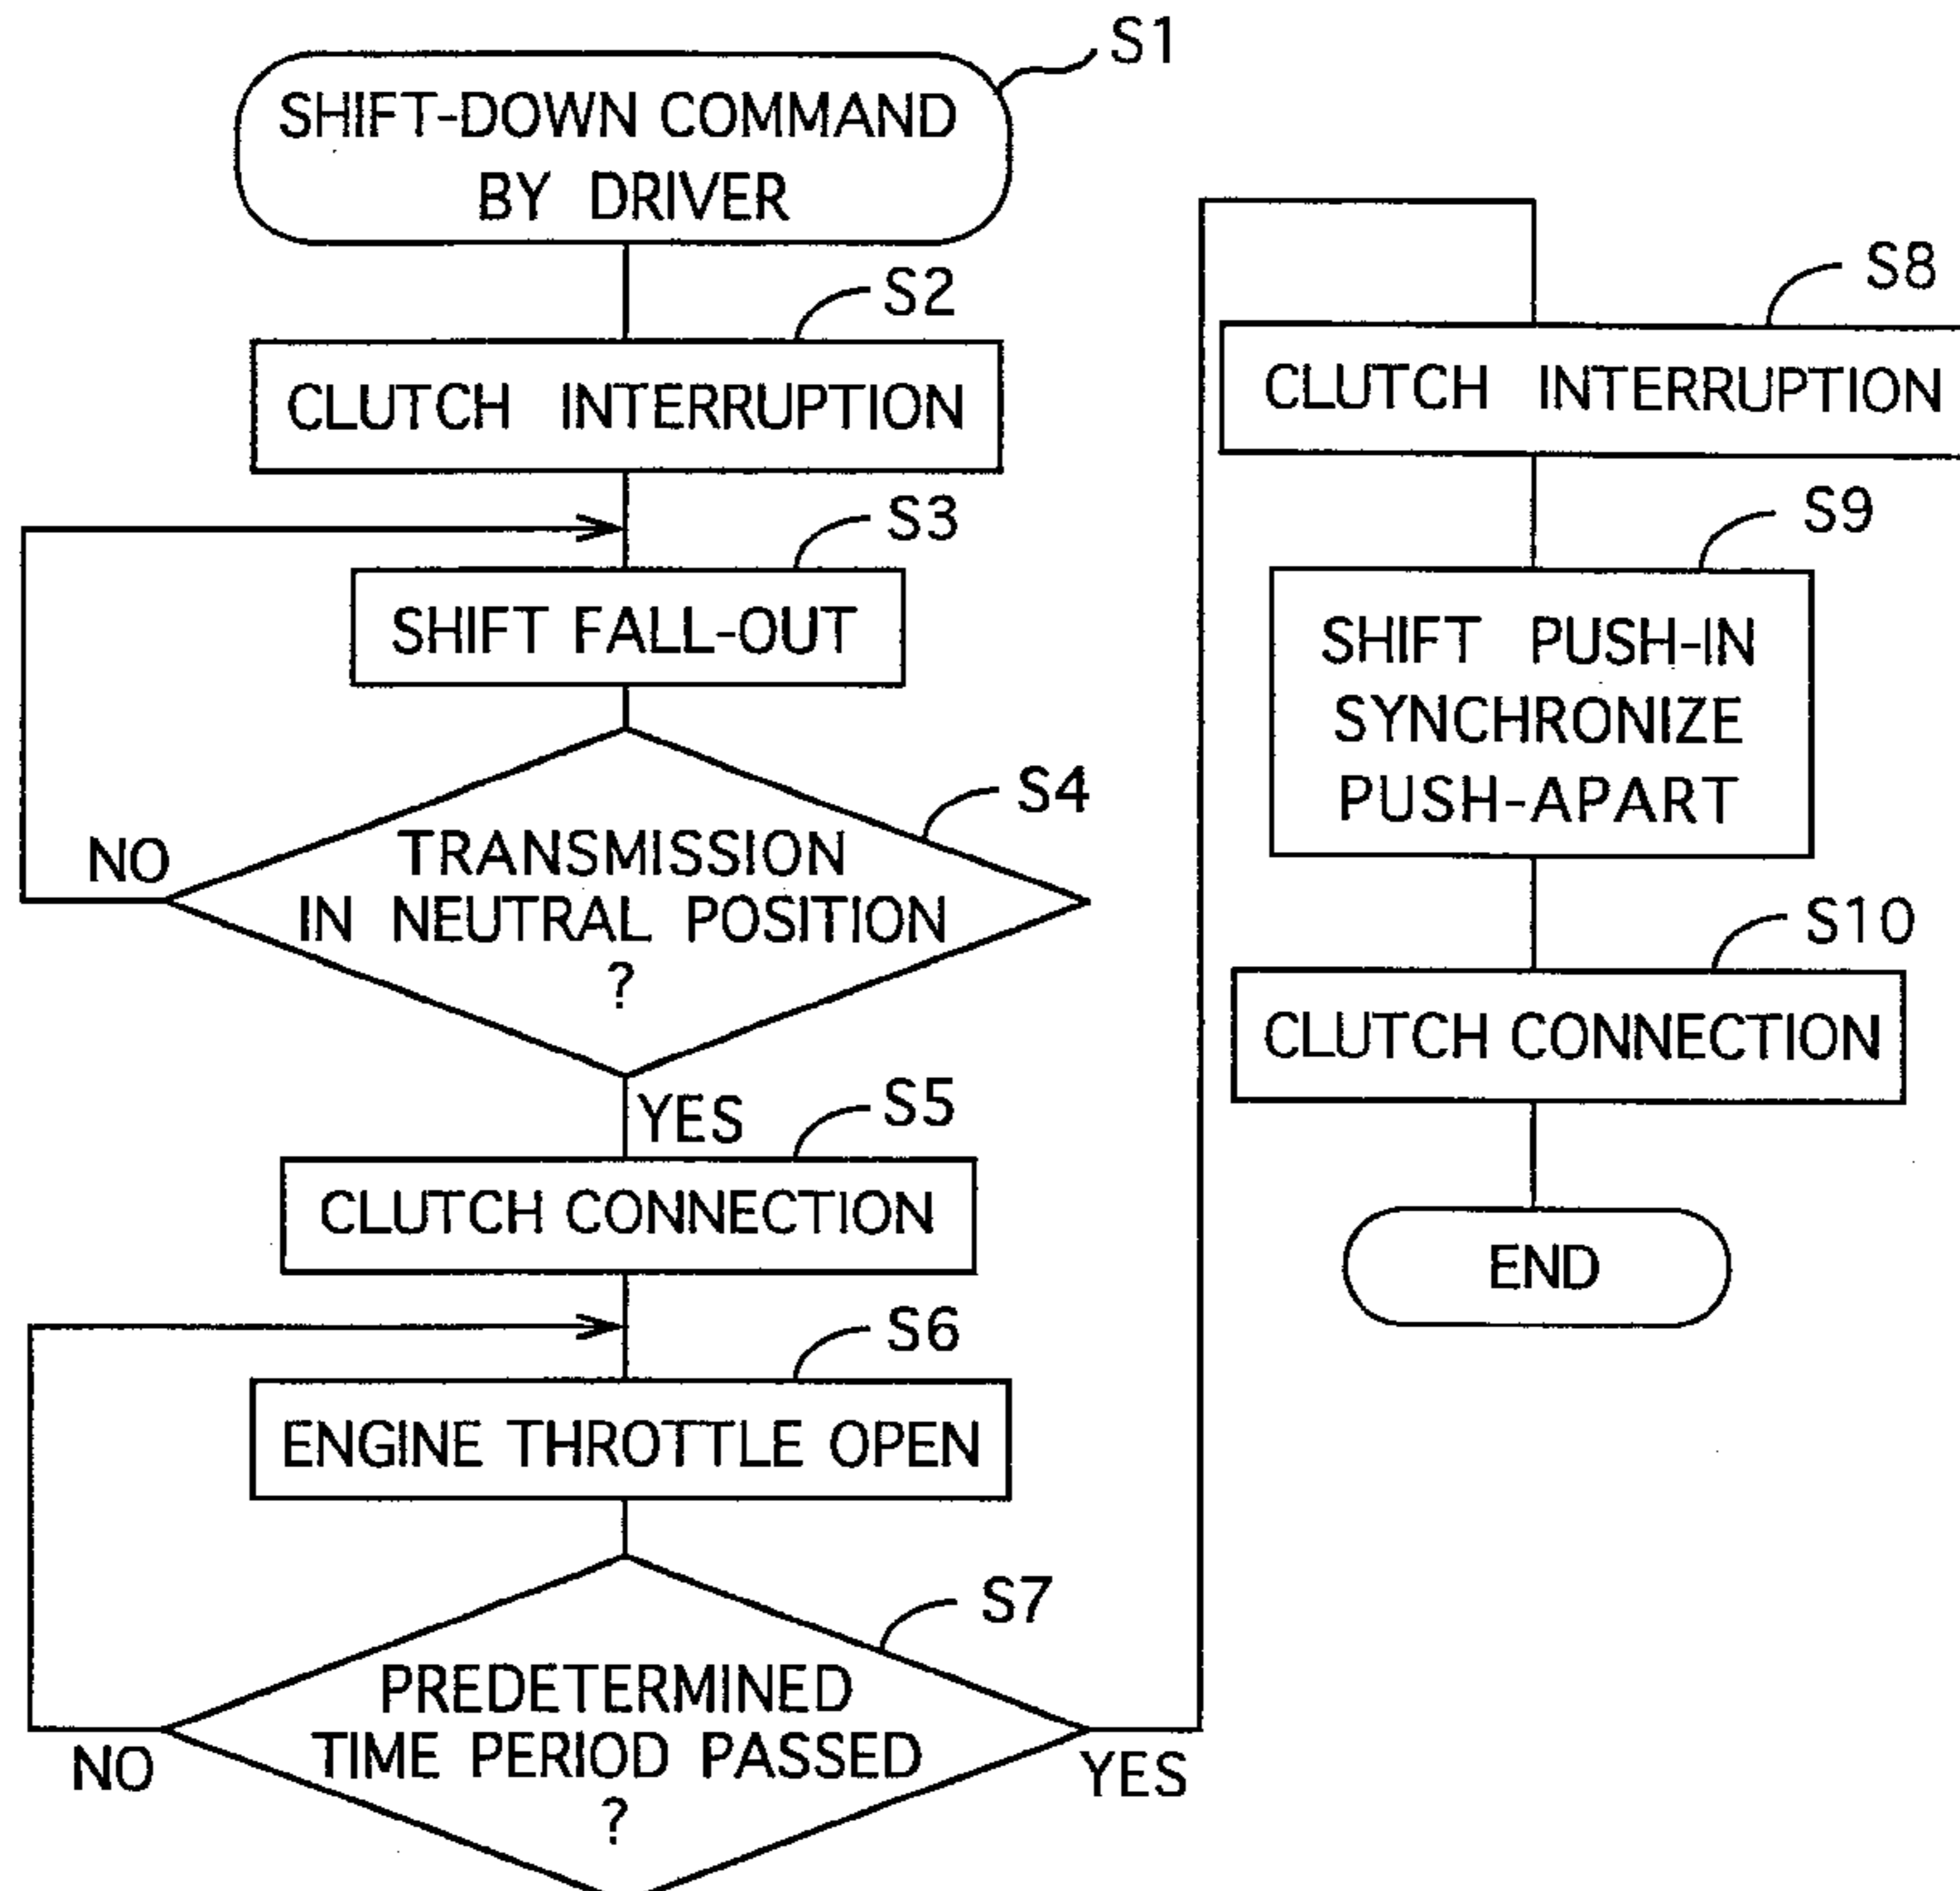 S1
SHIFT-DOWN COMMAND
BY DRIVER
S2
CLUTCH INTERRUPTION
S3
SHIFT FALL-OUT
S4
TRANSMISSION
IN NEUTRAL POSITION
?
NO
YES
S5
CLUTCH CONNECTION
S6
ENGINE THROTTLE OPEN
S7
PREDETERMINED
TIME PERIOD PASSED
?
NO
YES
S8
CLUTCH INTERRUPTION
S9
SHIFT PUSH-IN
SYNCHRONIZE
PUSH-APART
S10
CLUTCH CONNECTION
END